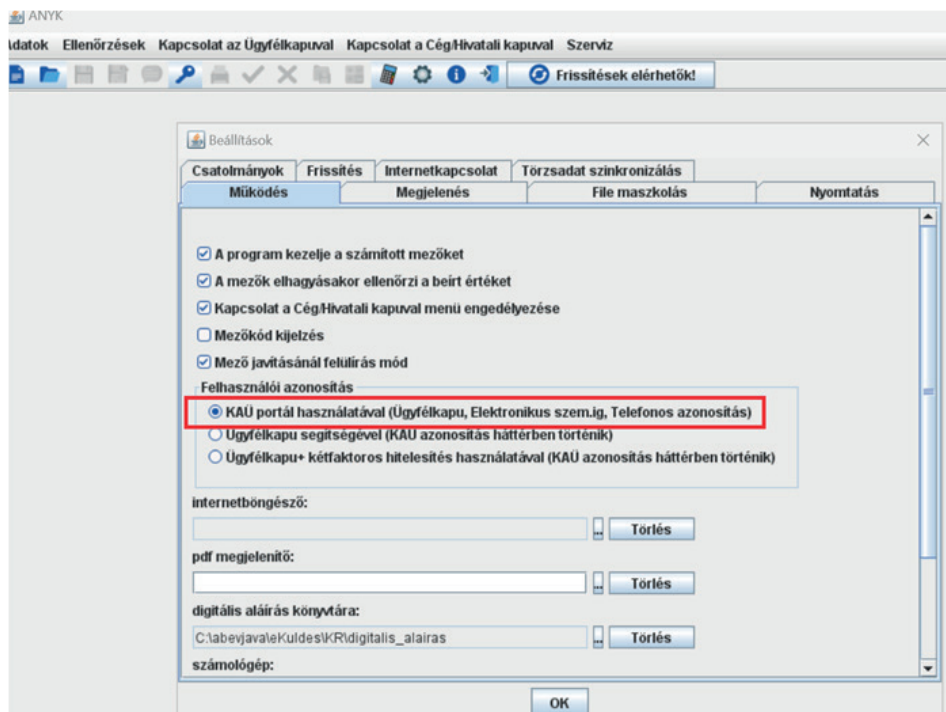 ANYK
Adatok Ellenőrzések Kapcsolat az Ügyfélkapuval Kapcsolat a Cég/Hivatali kapuval Szerviz
Frissítések elérhetők!
Beállítások
Csatolmányok Frissítés Internetkapcsolat Törzsadat szinkronizálás
Működés Megjelenés File maszkolás Nyomtatás
A program kezelje a számított mezőket
A mezők elhagyásakor ellenőrzi a beírt értéket
Kapcsolat a Cég/Hivatali kapuval menü engedélyezése
Mezőkód kijelzés
Mező javításánál felülírás mód
Felhasználói azonosítás
KAÜ portál használatával (Ügyfélkapu, Elektronikus szem.ig, Telefonos azonosítás)
Ügyfélkapu segítségével (KAÜ azonosítás háttérben történik)
Ügyfélkapu+ kétfaktoros hitelesítés használatával (KAÜ azonosítás háttérben történik)
internetböngésző:
... Törlés
pdf megjelenítő:
... Törlés
digitális aláírás könyvtára:
C:\abevjava\eKuldes\KR\digitalis_alairas ... Törlés
számológép:
OK